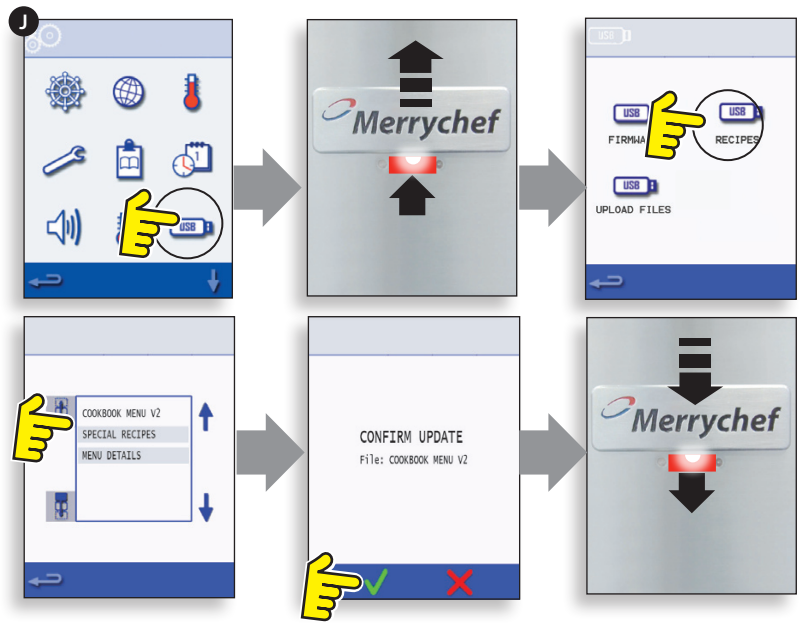 J
USB
Merrychef
USB
USB
USB
FIRMWA
RECIPES
USB
UPLOAD FILES
COOKBOOK MENU V2
SPECIAL RECIPES
MENU DETAILS
CONFIRM UPDATE
File: COOKBOOK MENU V2
Merrychef